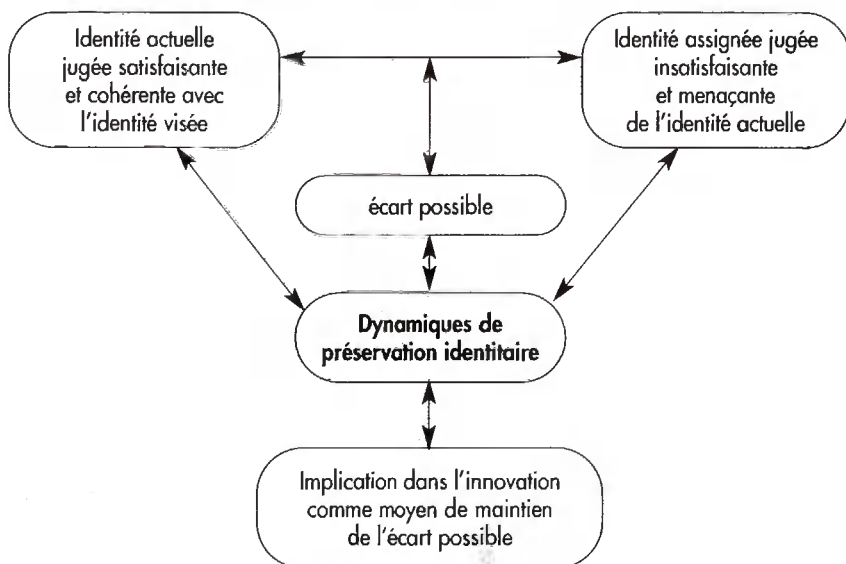 Identité actuelle
jugée satisfaisante
et cohérente avec
l'identité visée
Identité assignée jugée
insatisfaisante
et menaçante
de l'identité actuelle
écart possible
Dynamiques de
préservation identitaire
Implication dans l'innovation
comme moyen de maintien
de l'écart possible